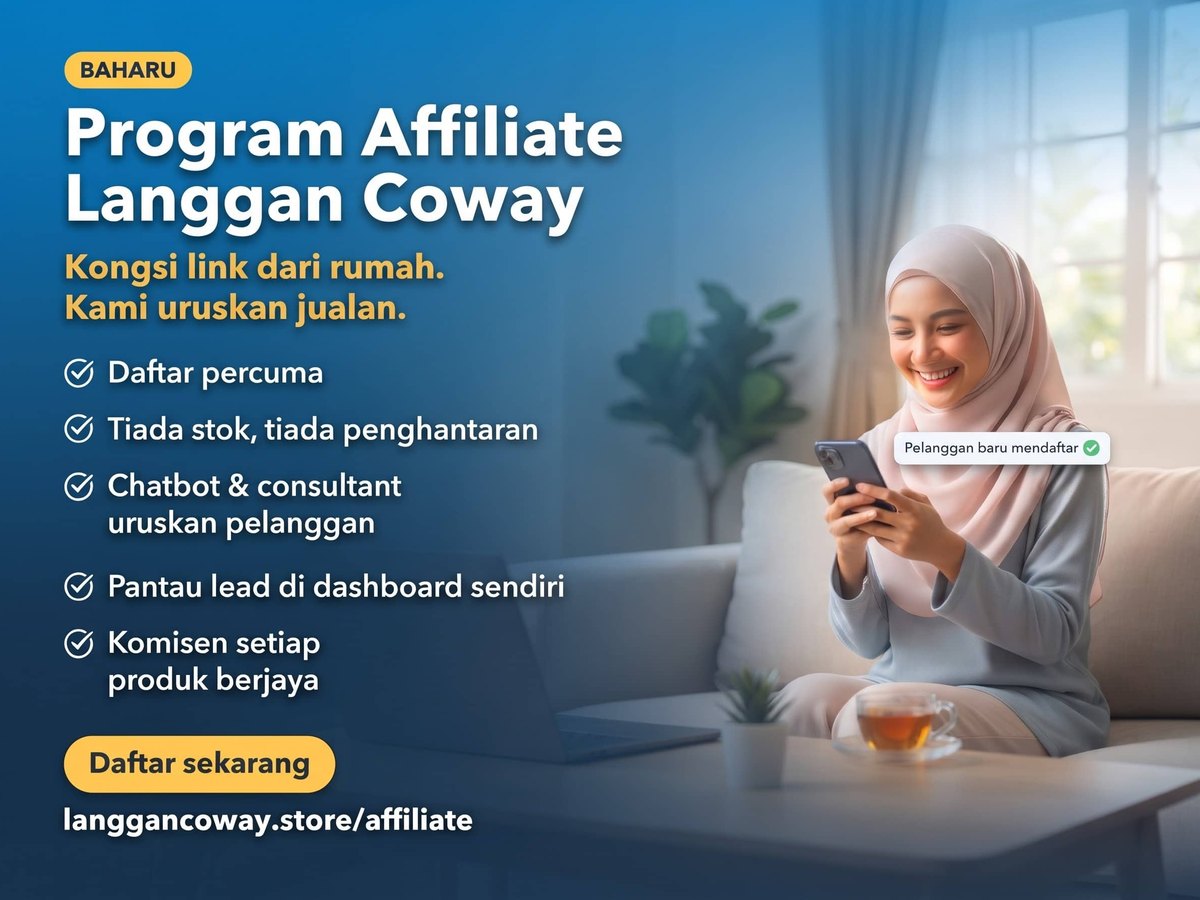 BAHARU
Program Affiliate
Langgan Coway
Kongsi link dari rumah.
Kami uruskan jualan.
Daftar percuma
Tiada stok, tiada penghantaran
Chatbot & consultant
uruskan pelanggan
Pantau lead di dashboard sendiri
Komisen setiap
produk berjaya
Daftar sekarang
langgancoway.store/affiliate
Pelanggan baru mendaftar